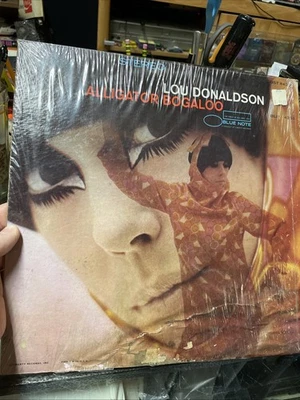 STEREO
LOU DONALDSON
ALLIGATOR BOGALOO
BLUE NOTE